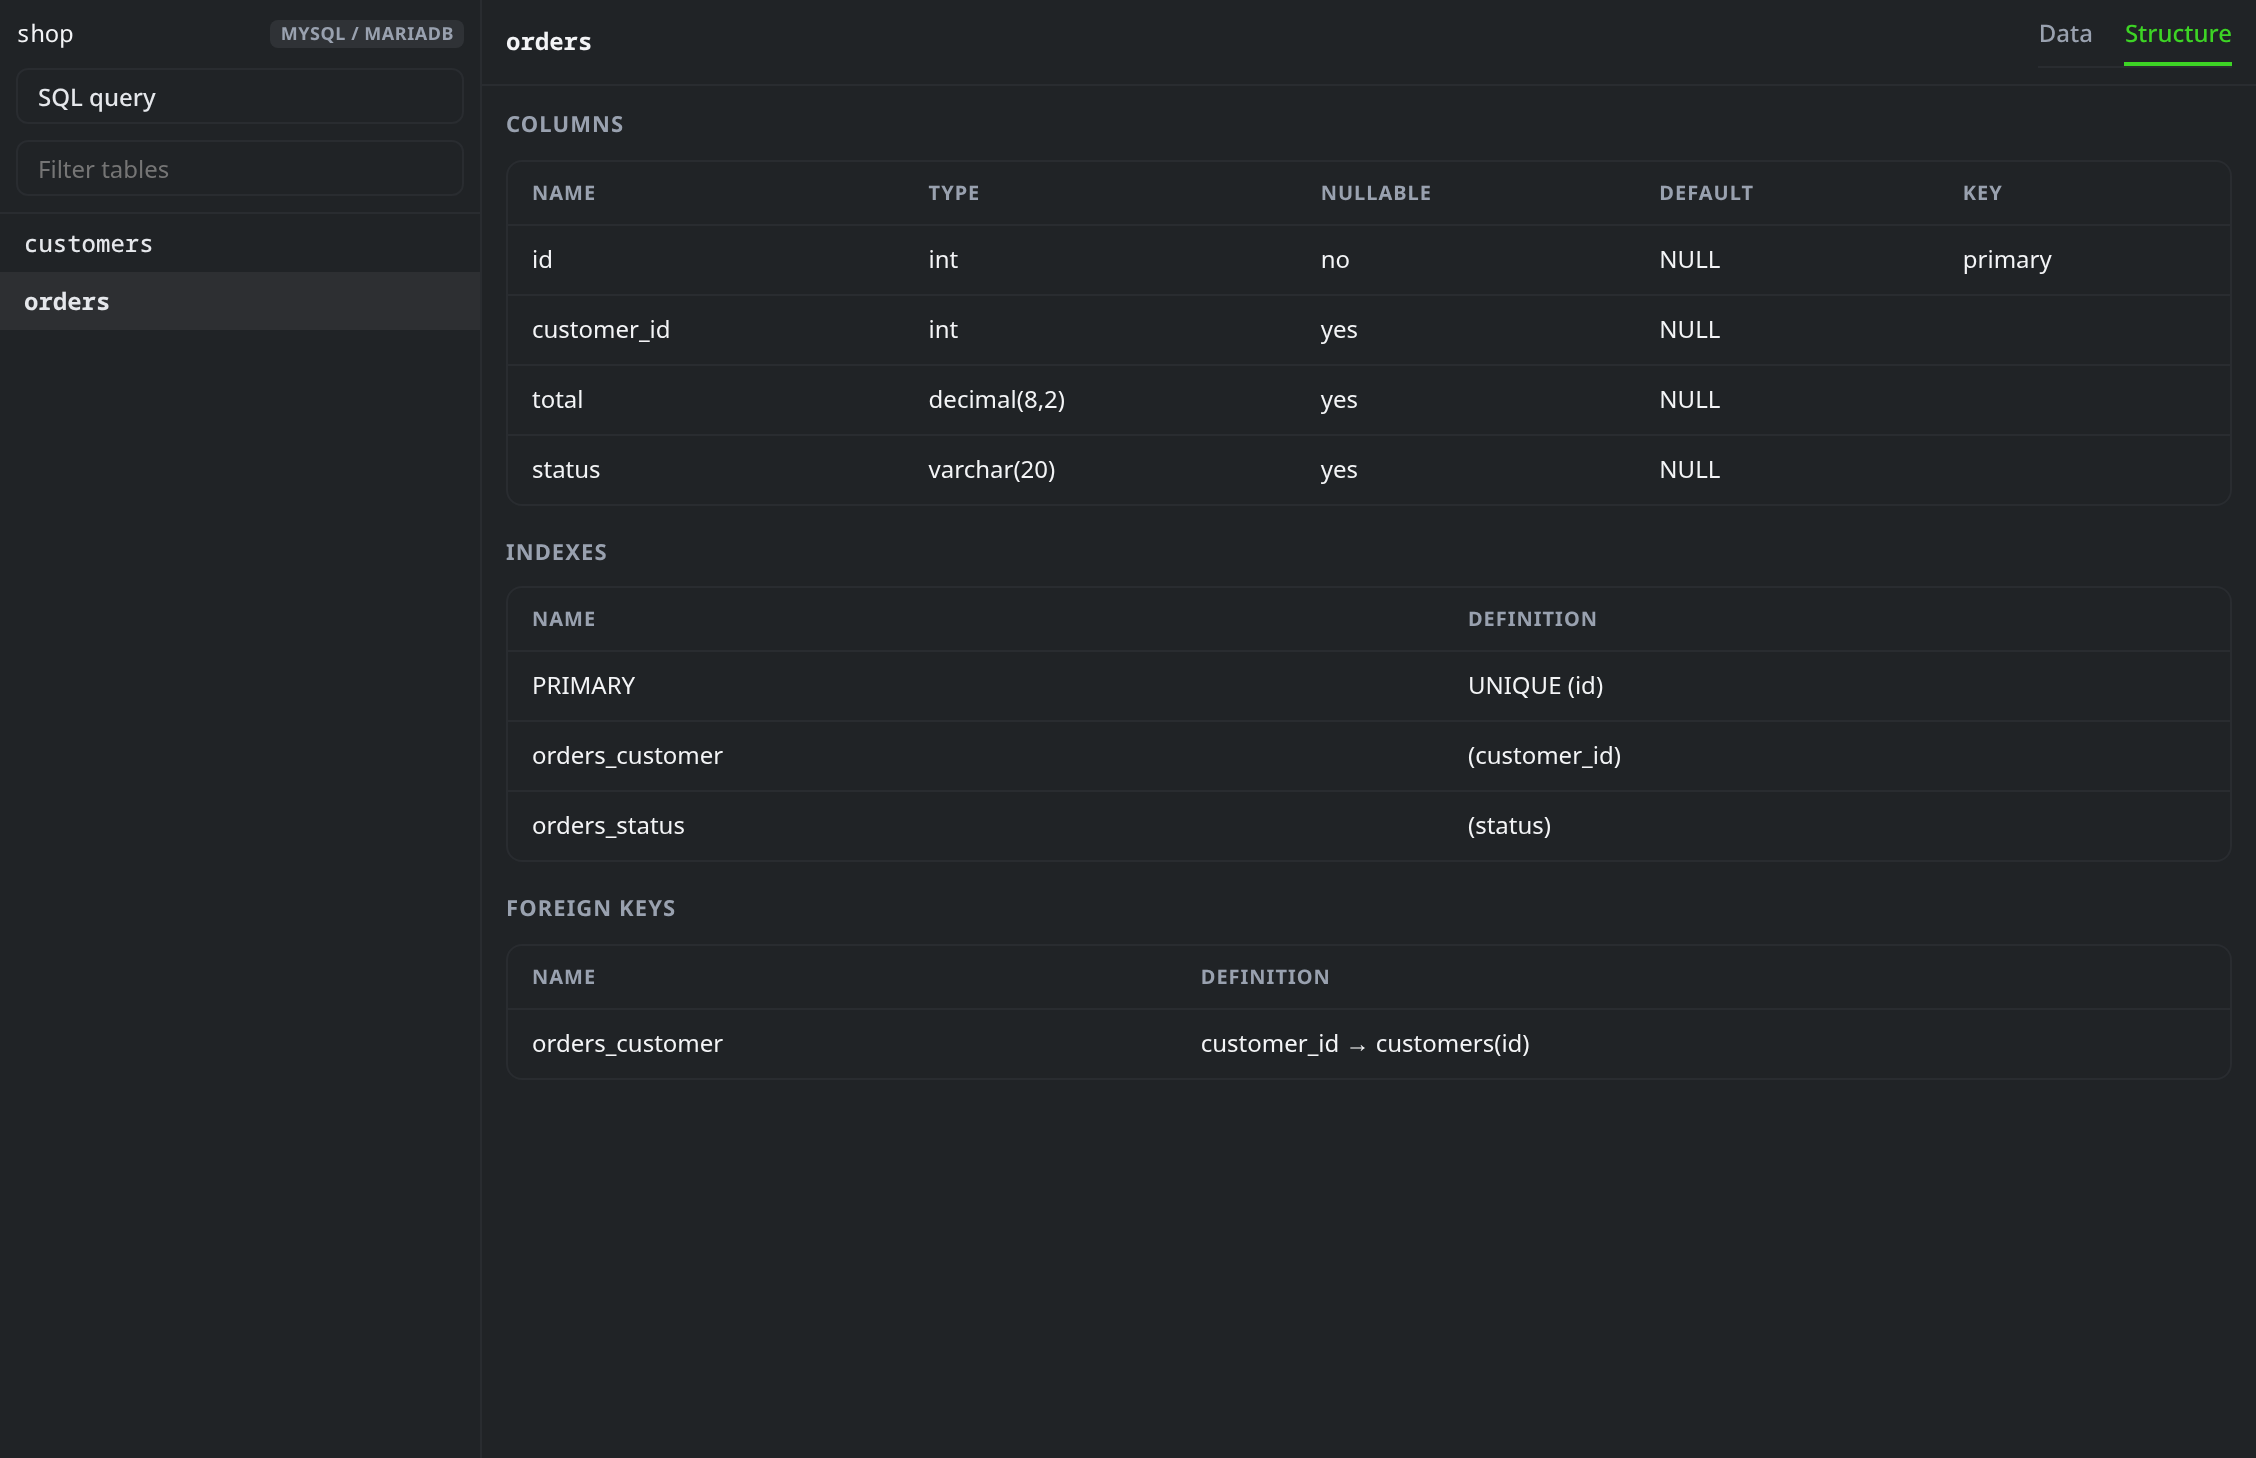 shop MYSQL / MARIADB
SQL query
Filter tables
customers
orders
orders Data Structure
COLUMNS
NAME TYPE NULLABLE DEFAULT KEY
id int no NULL primary
customer_id int yes NULL
total decimal(8,2) yes NULL
status varchar(20) yes NULL
INDEXES
NAME DEFINITION
PRIMARY UNIQUE (id)
orders_customer (customer_id)
orders_status (status)
FOREIGN KEYS
NAME DEFINITION
orders_customer customer_id → customers(id)